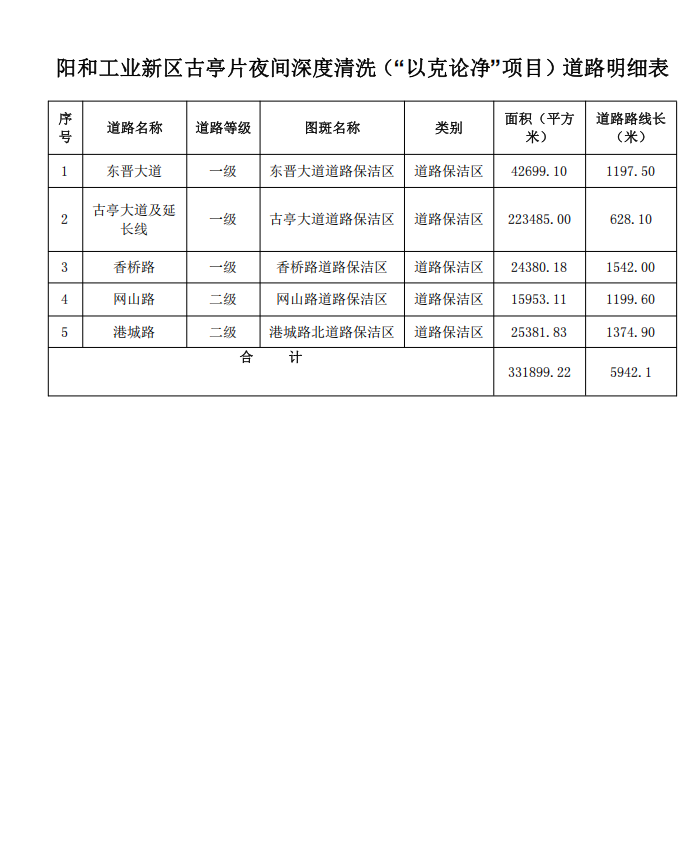 阳和工业新区古亭片夜间深度清洗（“以克论净”项目）道路明细表
序号 道路名称 道路等级 图斑名称 类别 面积（平方米） 道路路线长（米）
1 东晋大道 一级 东晋大道道路保洁区 道路保洁区 42699.10 1197.50
2 古亭大道及延长线 一级 古亭大道道路保洁区 道路保洁区 223485.00 628.10
3 香桥路 一级 香桥路道路保洁区 道路保洁区 24380.18 1542.00
4 网山路 二级 网山路道路保洁区 道路保洁区 15953.11 1199.60
5 港城路 二级 港城路北道路保洁区 道路保洁区 25381.83 1374.90
合 计 331899.22 5942.1